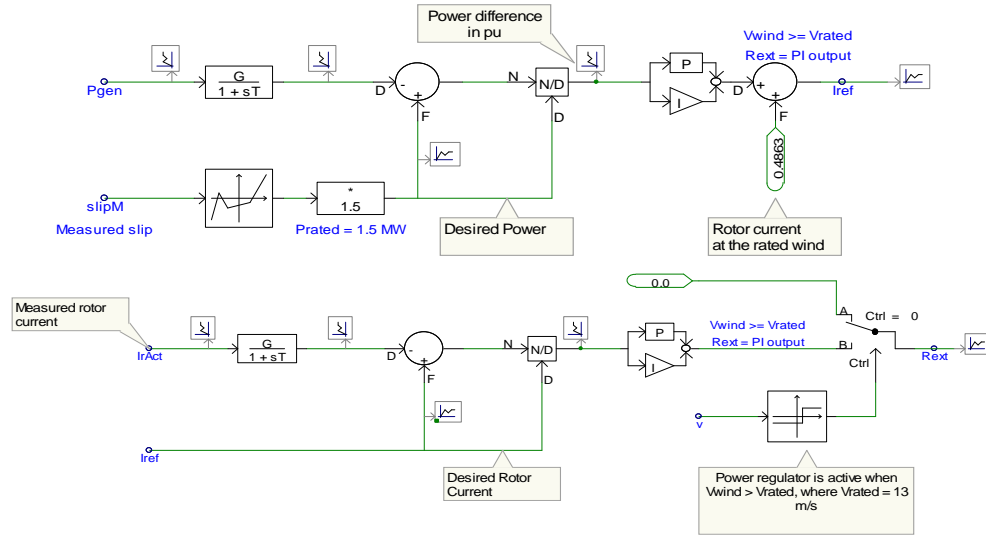 Power difference
in pu
Vwind >= Vrated
Rext = PI output
Pgen
G
1 + sT
D
-
F
N
N/D
D
P
I
D
+
+
F
Iref
0.4863
slipM
Measured slip
*
1.5
Prated = 1.5 MW
Desired Power
Rotor current
at the rated wind
Measured rotor
current
IrAct
G
1 + sT
D
-
+
F
N
N/D
D
P
I
Vwind >= Vrated
Rext = PI output
0.0
A
B
Ctrl = 0
Ctrl
Rext
v
Iref
Desired Rotor
Current
Power regulator is active when
Vwind > Vrated, where Vrated = 13
m/s